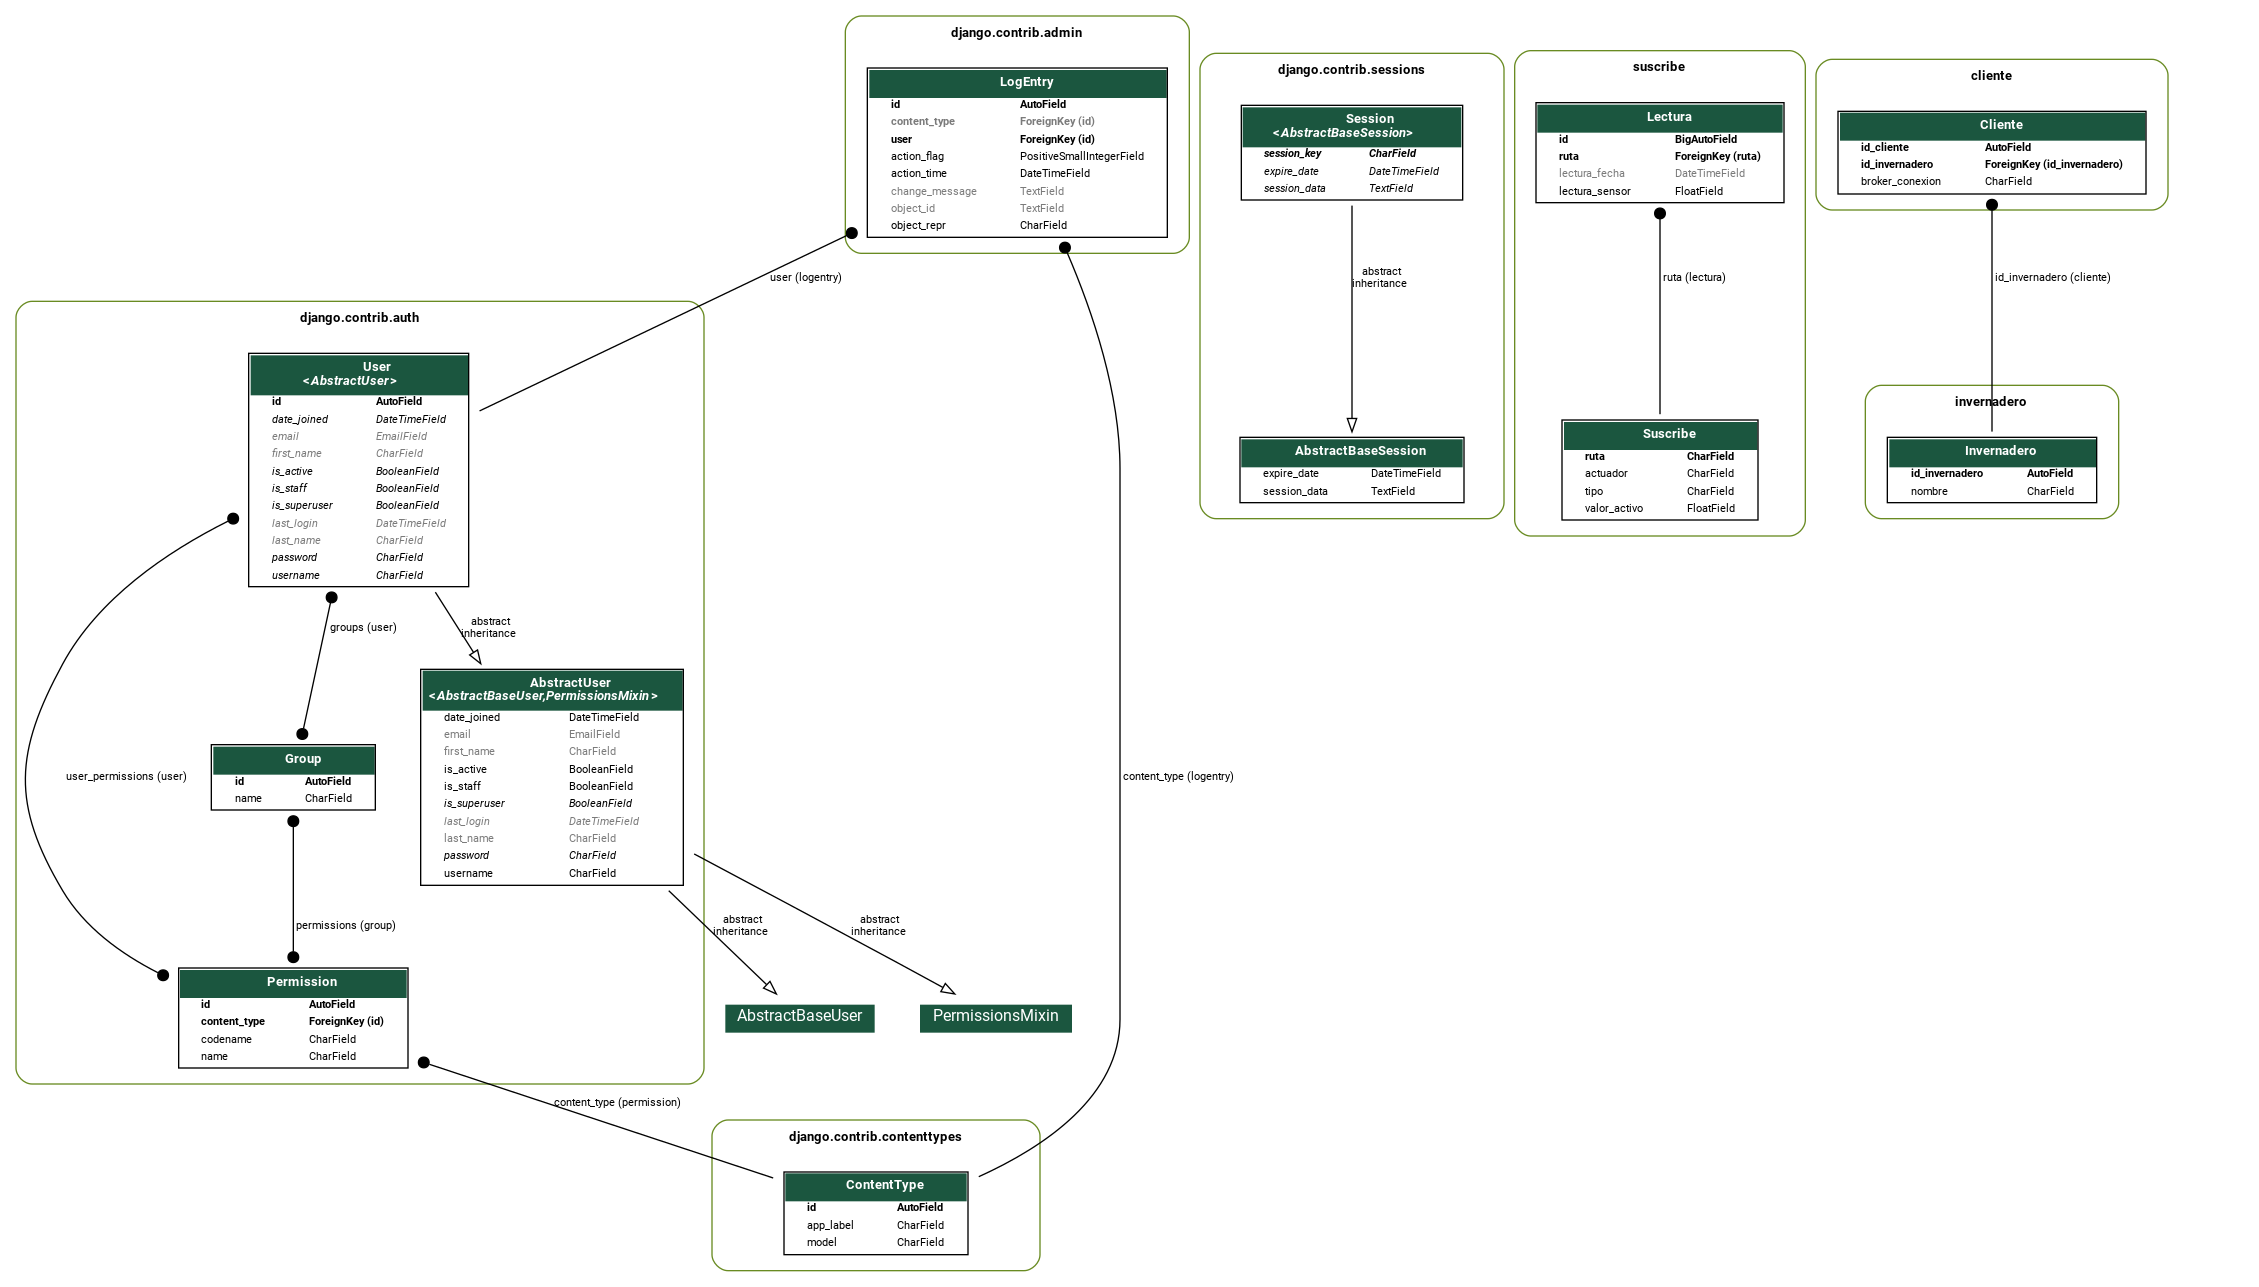 django.contrib.admin
LogEntry
id AutoField
content_type ForeignKey (id)
user ForeignKey (id)
action_flag PositiveSmallIntegerField
action_time DateTimeField
change_message TextField
object_id TextField
object_repr CharField
django.contrib.sessions
Session
<AbstractBaseSession>
session_key CharField
expire_date DateTimeField
session_data TextField
suscribe
Lectura
id BigAutoField
ruta ForeignKey (ruta)
lectura_fecha DateTimeField
lectura_sensor FloatField
cliente
Cliente
id_cliente AutoField
id_invernadero ForeignKey (id_invernadero)
broker_conexion CharField
user (logentry)
abstract
inheritance
ruta (lectura)
id_invernadero (cliente)
django.contrib.auth
User
<AbstractUser>
id AutoField
date_joined DateTimeField
email EmailField
first_name CharField
is_active BooleanField
is_staff BooleanField
is_superuser BooleanField
last_login DateTimeField
last_name CharField
password CharField
username CharField
AbstractBaseSession
expire_date DateTimeField
session_data TextField
Suscribe
ruta CharField
actuador CharField
tipo CharField
valor_activo FloatField
invernadero
Invernadero
id_invernadero AutoField
nombre CharField
groups (user)
abstract
inheritance
AbstractUser
<AbstractBaseUser,PermissionsMixin>
date_joined DateTimeField
email EmailField
first_name CharField
is_active BooleanField
is_staff BooleanField
is_superuser BooleanField
last_login DateTimeField
last_name CharField
password CharField
username CharField
user_permissions (user)
Group
id AutoField
name CharField
content_type (logentry)
permissions (group)
abstract
inheritance
abstract
inheritance
Permission
id AutoField
content_type ForeignKey (id)
codename CharField
name CharField
AbstractBaseUser
PermissionsMixin
content_type (permission)
django.contrib.contenttypes
ContentType
id AutoField
app_label CharField
model CharField